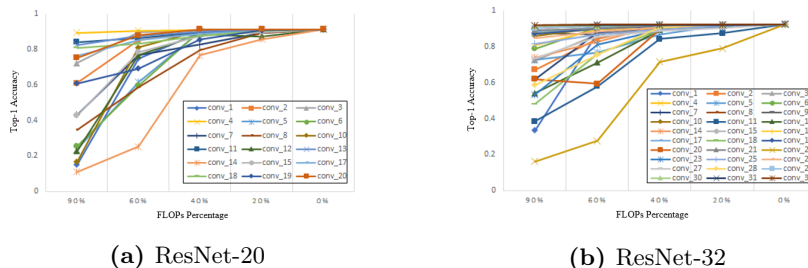 1
0.8
0.6
0.4
0.2
0
Top-1 Accuracy
90% 60% 40% 20% 0%
FLOPs Percentage
conv_1 conv_2 conv_3
conv_4 conv_5 conv_6
conv_7 conv_8 conv_9
conv_10 conv_11 conv_12 conv_13
conv_14 conv_15 conv_17
conv_18 conv_19 conv_20
(a) ResNet-20
1
0.8
0.6
0.4
0.2
0
Top-1 Accuracy
90% 60% 40% 20% 0%
FLOPs Percentage
conv_1 conv_2
conv_4 conv_5
conv_7 conv_8
conv_10 conv_11
conv_14 conv_15
conv_17 conv_18
conv_20
conv_21
conv_23 conv_25
conv_27 conv_28
conv_30 conv_31
(b) ResNet-32